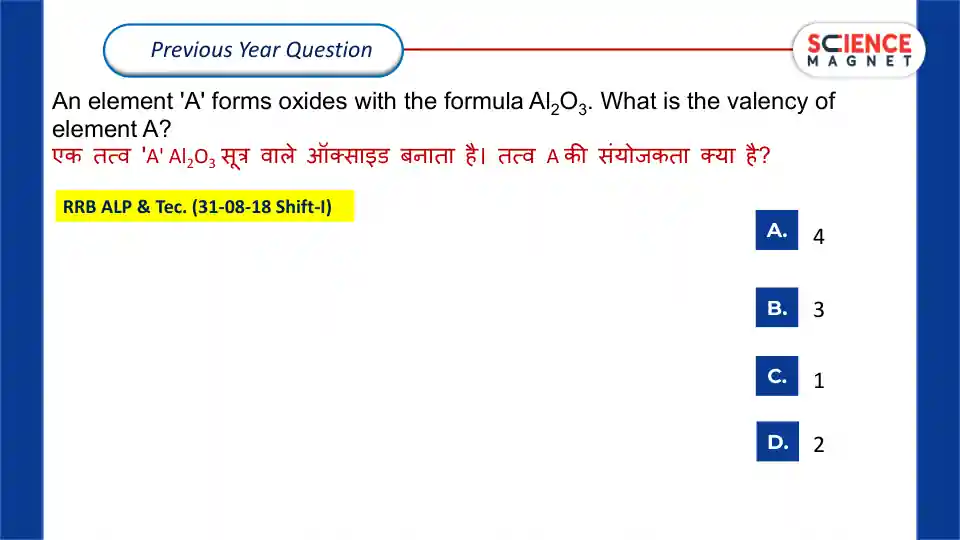 Previous Year Question
SCIENCE
MAGNET
An element 'A' forms oxides with the formula Al₂O₃. What is the valency of
element A?
एक तत्व 'A' Al₂O₃ सूत्र वाले ऑक्साइड बनाता है। तत्व A की संयोजकता क्या है?
RRB ALP & Tec. (31-08-18 Shift-I)
A. 4
B. 3
C. 1
D. 2